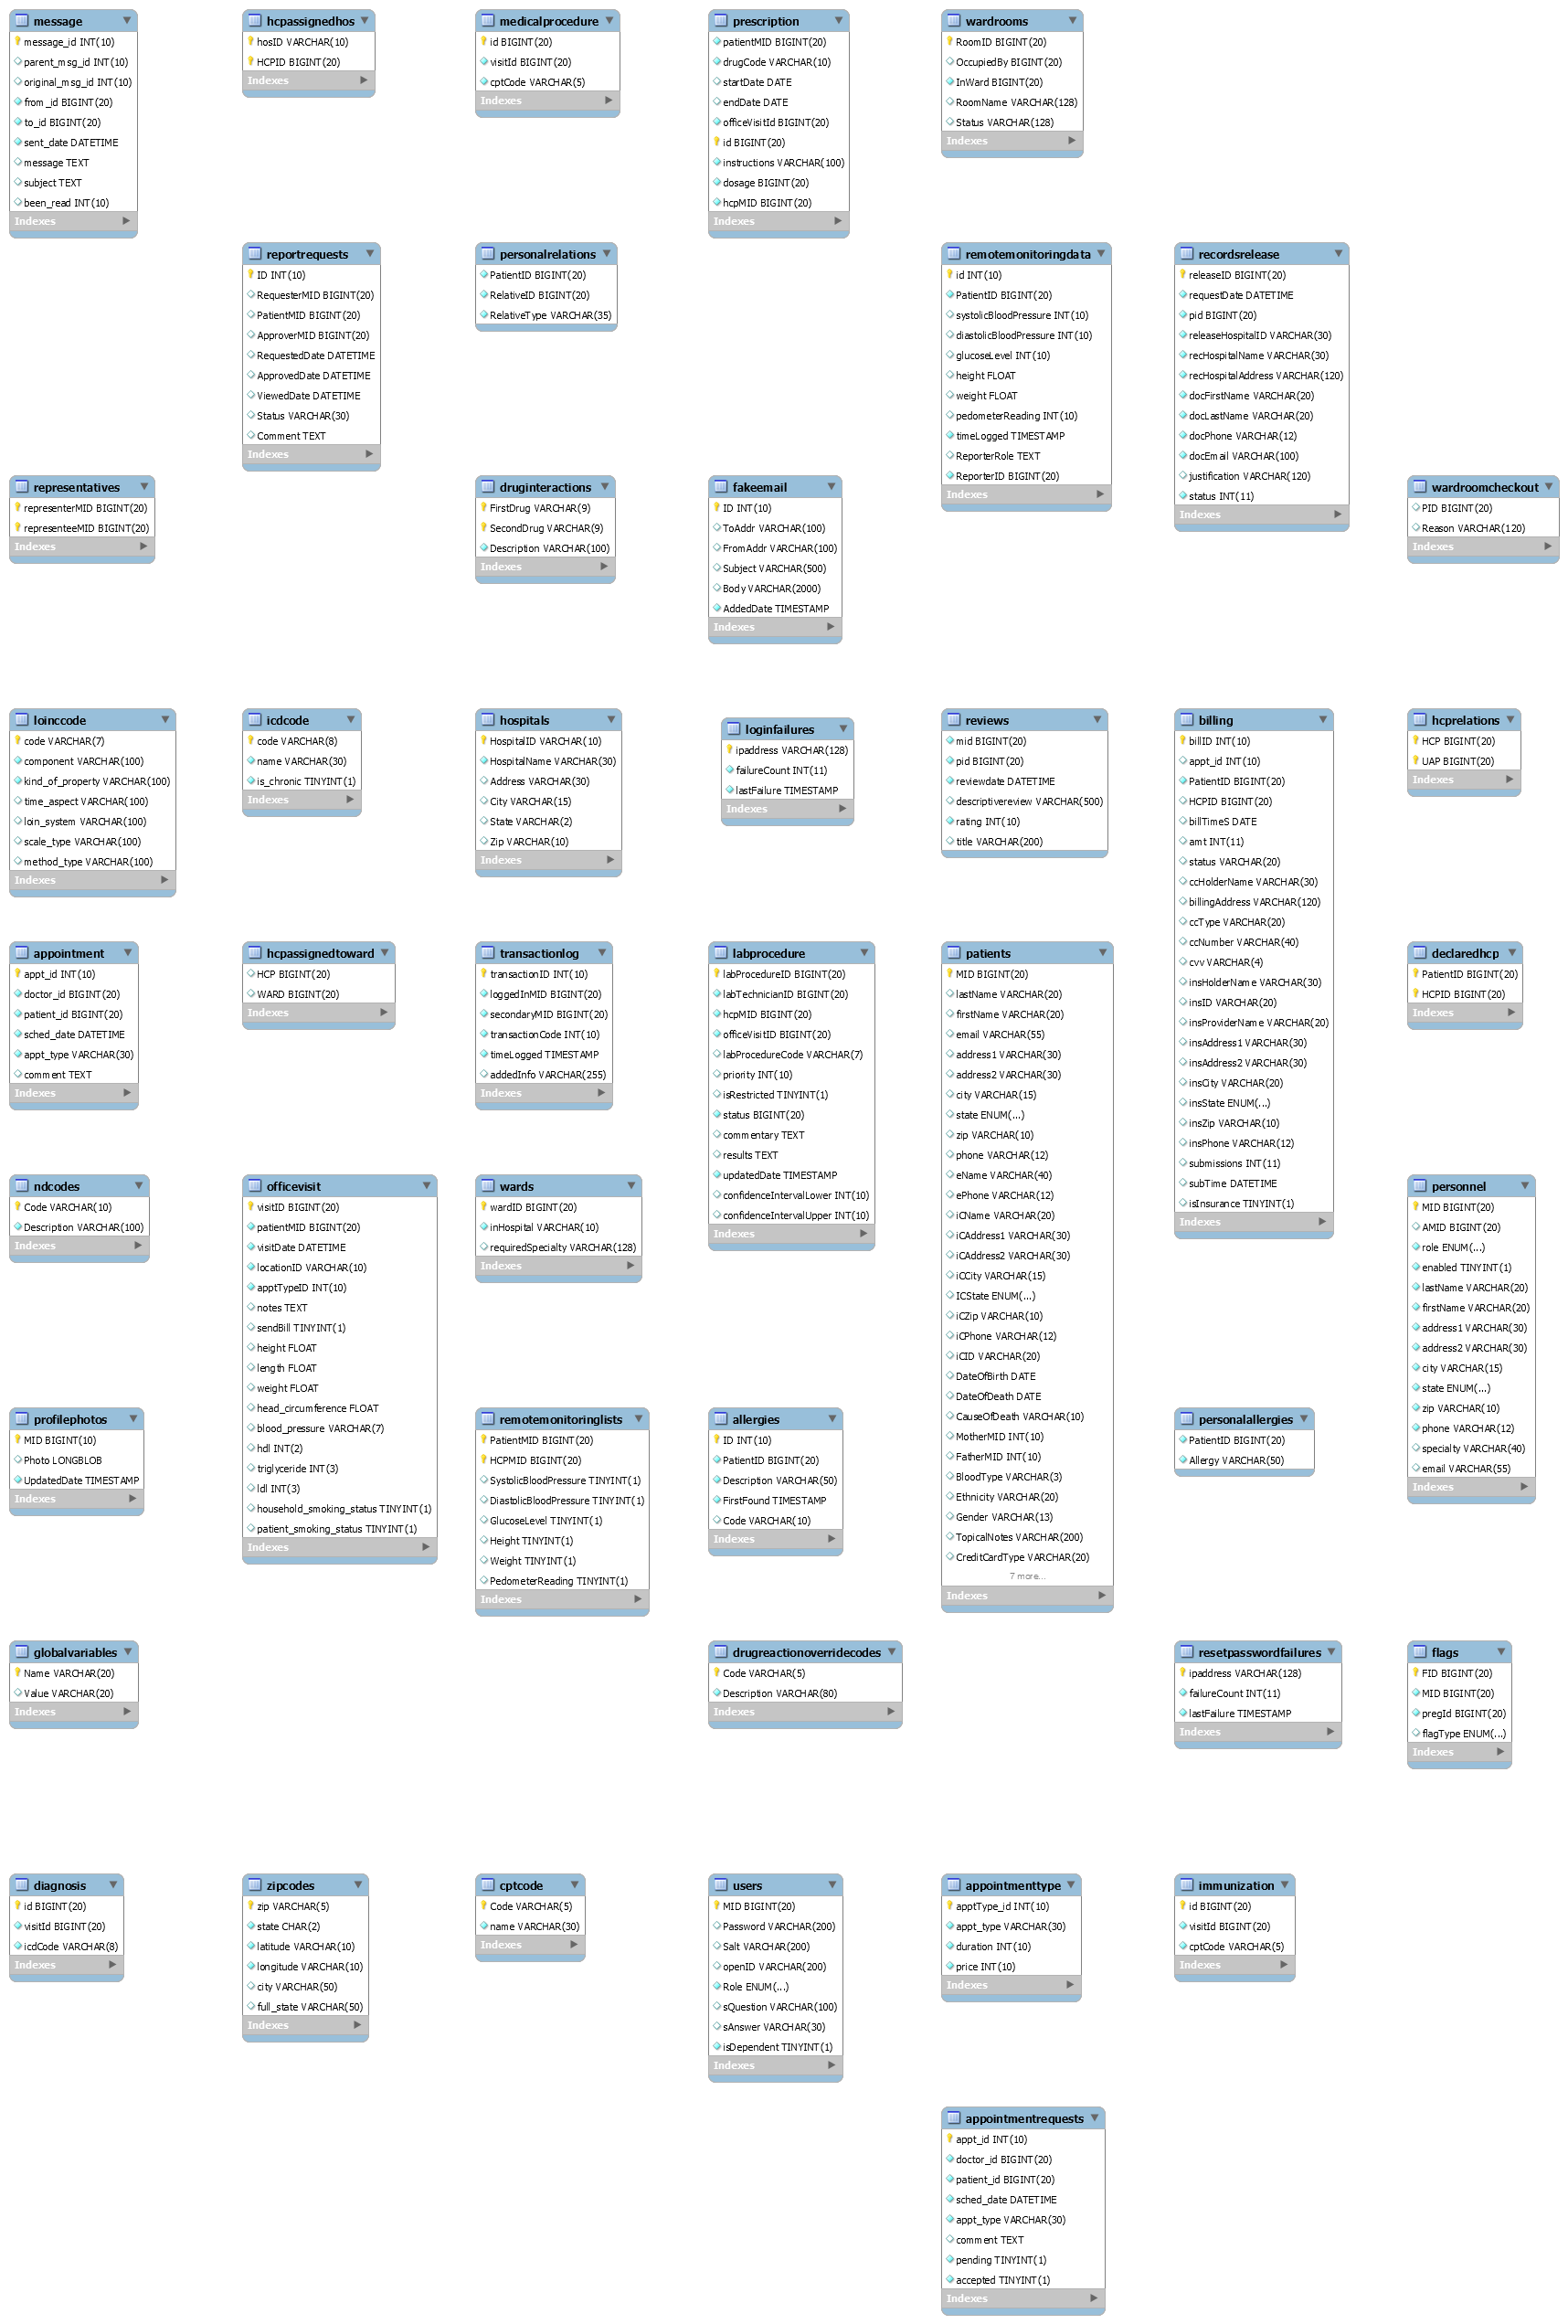 message
message_id INT(10)
parent_msg_id INT(10)
original_msg_id INT(10)
from_id BIGINT(20)
to_id BIGINT(20)
sent_date DATETIME
message TEXT
subject TEXT
been_read INT(10)
Indexes
hcpassignedhos
hosID VARCHAR(10)
HCPID BIGINT(20)
Indexes
medicalprocedure
id BIGINT(20)
visitId BIGINT(20)
cptCode VARCHAR(5)
Indexes
prescription
patientMID BIGINT(20)
drugCode VARCHAR(10)
startDate DATE
endDate DATE
officeVisitId BIGINT(20)
id BIGINT(20)
instructions VARCHAR(100)
dosage BIGINT(20)
hcpMID BIGINT(20)
Indexes
wardrooms
RoomID BIGINT(20)
OccupiedBy BIGINT(20)
InWard BIGINT(20)
RoomName VARCHAR(128)
Status VARCHAR(128)
Indexes
reportrequests
ID INT(10)
RequesterMID BIGINT(20)
PatientMID BIGINT(20)
ApproverMID BIGINT(20)
RequestedDate DATETIME
ApprovedDate DATETIME
ViewedDate DATETIME
Status VARCHAR(30)
Comment TEXT
Indexes
personalrelations
PatientID BIGINT(20)
RelativeID BIGINT(20)
RelativeType VARCHAR(35)
remotemonitoringdata
id INT(10)
PatientID BIGINT(20)
systolicBloodPressure INT(10)
diastolicBloodPressure INT(10)
glucoseLevel INT(10)
height FLOAT
weight FLOAT
pedometerReading INT(10)
timeLogged TIMESTAMP
ReporterRole TEXT
ReporterID BIGINT(20)
Indexes
recordsrelease
releaseID BIGINT(20)
requestDate DATETIME
pid BIGINT(20)
releaseHospitalID VARCHAR(30)
recHospitalName VARCHAR(30)
recHospitalAddress VARCHAR(120)
docFirstName VARCHAR(20)
docLastName VARCHAR(20)
docPhone VARCHAR(12)
docEmail VARCHAR(100)
justification VARCHAR(120)
status INT(11)
Indexes
representatives
representerMID BIGINT(20)
representeeMID BIGINT(20)
Indexes
druginteractions
FirstDrug VARCHAR(9)
SecondDrug VARCHAR(9)
Description VARCHAR(100)
Indexes
fakeemail
ID INT(10)
ToAddr VARCHAR(100)
FromAddr VARCHAR(100)
Subject VARCHAR(500)
Body VARCHAR(2000)
AddedDate TIMESTAMP
Indexes
wardroomcheckout
PID BIGINT(20)
Reason VARCHAR(120)
Indexes
loinccode
code VARCHAR(7)
component VARCHAR(100)
kind_of_property VARCHAR(100)
time_aspect VARCHAR(100)
loin_system VARCHAR(100)
scale_type VARCHAR(100)
method_type VARCHAR(100)
Indexes
icdcode
code VARCHAR(8)
name VARCHAR(30)
is_chronic TINYINT(1)
Indexes
hospitals
HospitalID VARCHAR(10)
HospitalName VARCHAR(30)
Address VARCHAR(30)
City VARCHAR(15)
State VARCHAR(2)
Zip VARCHAR(10)
Indexes
loginfailures
ipaddress VARCHAR(128)
failureCount INT(11)
lastFailure TIMESTAMP
Indexes
reviews
mid BIGINT(20)
pid BIGINT(20)
reviewdate DATETIME
descriptivereview VARCHAR(500)
rating INT(10)
title VARCHAR(200)
billing
billID INT(10)
appt_id INT(10)
PatientID BIGINT(20)
HCPID BIGINT(20)
billTimeS DATE
amt INT(11)
status VARCHAR(20)
ccHolderName VARCHAR(30)
billingAddress VARCHAR(120)
ccType VARCHAR(20)
ccNumber VARCHAR(40)
cvv VARCHAR(4)
insHolderName VARCHAR(30)
insID VARCHAR(20)
insProviderName VARCHAR(20)
insAddress1 VARCHAR(30)
insAddress2 VARCHAR(30)
insCity VARCHAR(20)
insState ENUM(...)
insZip VARCHAR(10)
insPhone VARCHAR(12)
submissions INT(11)
subTime DATETIME
isInsurance TINYINT(1)
Indexes
hcprelations
HCP BIGINT(20)
UAP BIGINT(20)
Indexes
appointment
appt_id INT(10)
doctor_id BIGINT(20)
patient_id BIGINT(20)
sched_date DATETIME
appt_type VARCHAR(30)
comment TEXT
Indexes
hcpassignedtoward
HCP BIGINT(20)
WARD BIGINT(20)
Indexes
transactionlog
transactionID INT(10)
loggedInMID BIGINT(20)
secondaryMID BIGINT(20)
transactionCode INT(10)
timeLogged TIMESTAMP
addedInfo VARCHAR(255)
Indexes
labprocedure
labProcedureID BIGINT(20)
labTechnicianID BIGINT(20)
hcpMID BIGINT(20)
officeVisitID BIGINT(20)
labProcedureCode VARCHAR(7)
priority INT(10)
isRestricted TINYINT(1)
status BIGINT(20)
commentary TEXT
results TEXT
updatedDate TIMESTAMP
confidenceIntervalLower INT(10)
confidenceIntervalUpper INT(10)
Indexes
patients
MID BIGINT(20)
lastName VARCHAR(20)
firstName VARCHAR(20)
email VARCHAR(55)
address1 VARCHAR(30)
address2 VARCHAR(30)
city VARCHAR(15)
state ENUM(...)
zip VARCHAR(10)
phone VARCHAR(12)
eName VARCHAR(40)
ePhone VARCHAR(12)
iCName VARCHAR(20)
iCAddress1 VARCHAR(30)
iCAddress2 VARCHAR(30)
iCCity VARCHAR(15)
ICState ENUM(...)
iCZip VARCHAR(10)
iCPhone VARCHAR(12)
iCID VARCHAR(20)
DateOfBirth DATE
DateOfDeath DATE
CauseOfDeath VARCHAR(10)
MotherMID INT(10)
FatherMID INT(10)
BloodType VARCHAR(3)
Ethnicity VARCHAR(20)
Gender VARCHAR(13)
TopicalNotes VARCHAR(200)
CreditCardType VARCHAR(20)
7 more...
Indexes
declaredhcp
PatientID BIGINT(20)
HCPID BIGINT(20)
Indexes
ndcodes
Code VARCHAR(10)
Description VARCHAR(100)
Indexes
officevisit
visitID BIGINT(20)
patientMID BIGINT(20)
visitDate DATETIME
locationID VARCHAR(10)
apptTypeID INT(10)
notes TEXT
sendBill TINYINT(1)
height FLOAT
length FLOAT
weight FLOAT
head_circumference FLOAT
blood_pressure VARCHAR(7)
hdl INT(2)
triglyceride INT(3)
ldl INT(3)
household_smoking_status TINYINT(1)
patient_smoking_status TINYINT(1)
Indexes
wards
wardID BIGINT(20)
inHospital VARCHAR(10)
requiredSpecialty VARCHAR(128)
Indexes
personnel
MID BIGINT(20)
AMID BIGINT(20)
role ENUM(...)
enabled TINYINT(1)
lastName VARCHAR(20)
firstName VARCHAR(20)
address1 VARCHAR(30)
address2 VARCHAR(30)
city VARCHAR(15)
state ENUM(...)
zip VARCHAR(10)
phone VARCHAR(12)
specialty VARCHAR(40)
email VARCHAR(55)
Indexes
profilephotos
MID BIGINT(10)
Photo LONGBLOB
UpdatedDate TIMESTAMP
Indexes
remotemonitoringlists
PatientMID BIGINT(20)
HCPMID BIGINT(20)
SystolicBloodPressure TINYINT(1)
DiastolicBloodPressure TINYINT(1)
GlucoseLevel TINYINT(1)
Height TINYINT(1)
Weight TINYINT(1)
PedometerReading TINYINT(1)
Indexes
allergies
ID INT(10)
PatientID BIGINT(20)
Description VARCHAR(50)
FirstFound TIMESTAMP
Code VARCHAR(10)
Indexes
personalallergies
PatientID BIGINT(20)
Allergy VARCHAR(50)
globalvariables
Name VARCHAR(20)
Value VARCHAR(20)
Indexes
drugreactionoverridecodes
Code VARCHAR(5)
Description VARCHAR(80)
Indexes
resetpasswordfailures
ipaddress VARCHAR(128)
failureCount INT(11)
lastFailure TIMESTAMP
Indexes
flags
FID BIGINT(20)
MID BIGINT(20)
pregId BIGINT(20)
flagType ENUM(...)
Indexes
diagnosis
id BIGINT(20)
visitId BIGINT(20)
icdCode VARCHAR(8)
Indexes
zipcodes
zip VARCHAR(5)
state CHAR(2)
latitude VARCHAR(10)
longitude VARCHAR(10)
city VARCHAR(50)
full_state VARCHAR(50)
Indexes
cptcode
Code VARCHAR(5)
name VARCHAR(30)
Indexes
users
MID BIGINT(20)
Password VARCHAR(200)
Salt VARCHAR(200)
openID VARCHAR(200)
Role ENUM(...)
sQuestion VARCHAR(100)
sAnswer VARCHAR(30)
isDependent TINYINT(1)
Indexes
appointmenttype
apptType_id INT(10)
appt_type VARCHAR(30)
duration INT(10)
price INT(10)
Indexes
immunization
id BIGINT(20)
visitId BIGINT(20)
cptCode VARCHAR(5)
Indexes
appointmentrequests
appt_id INT(10)
doctor_id BIGINT(20)
patient_id BIGINT(20)
sched_date DATETIME
appt_type VARCHAR(30)
comment TEXT
pending TINYINT(1)
accepted TINYINT(1)
Indexes